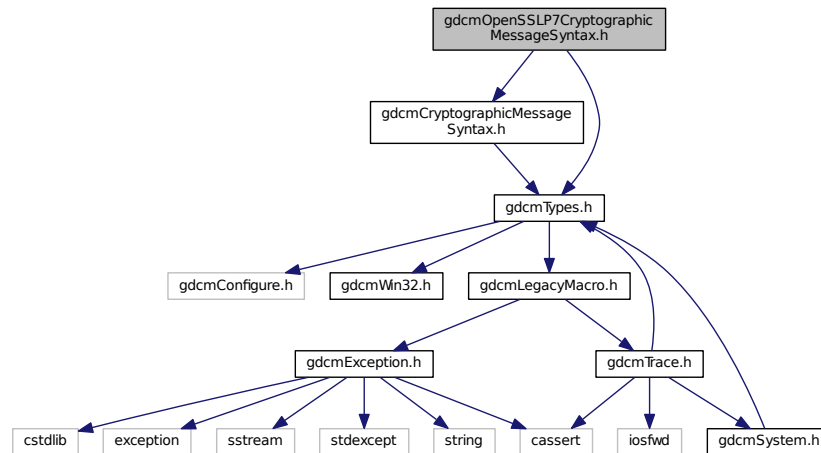 gdcmOpenSSLP7Cryptographic
MessageSyntax.h
gdcmCryptographicMessage
Syntax.h
gdcmTypes.h
gdcmConfigure.h
gdcmWin32.h
gdcmLegacyMacro.h
gdcmException.h
gdcmTrace.h
cstdlib
exception
sstream
stdexcept
string
cassert
iosfwd
gdcmSystem.h